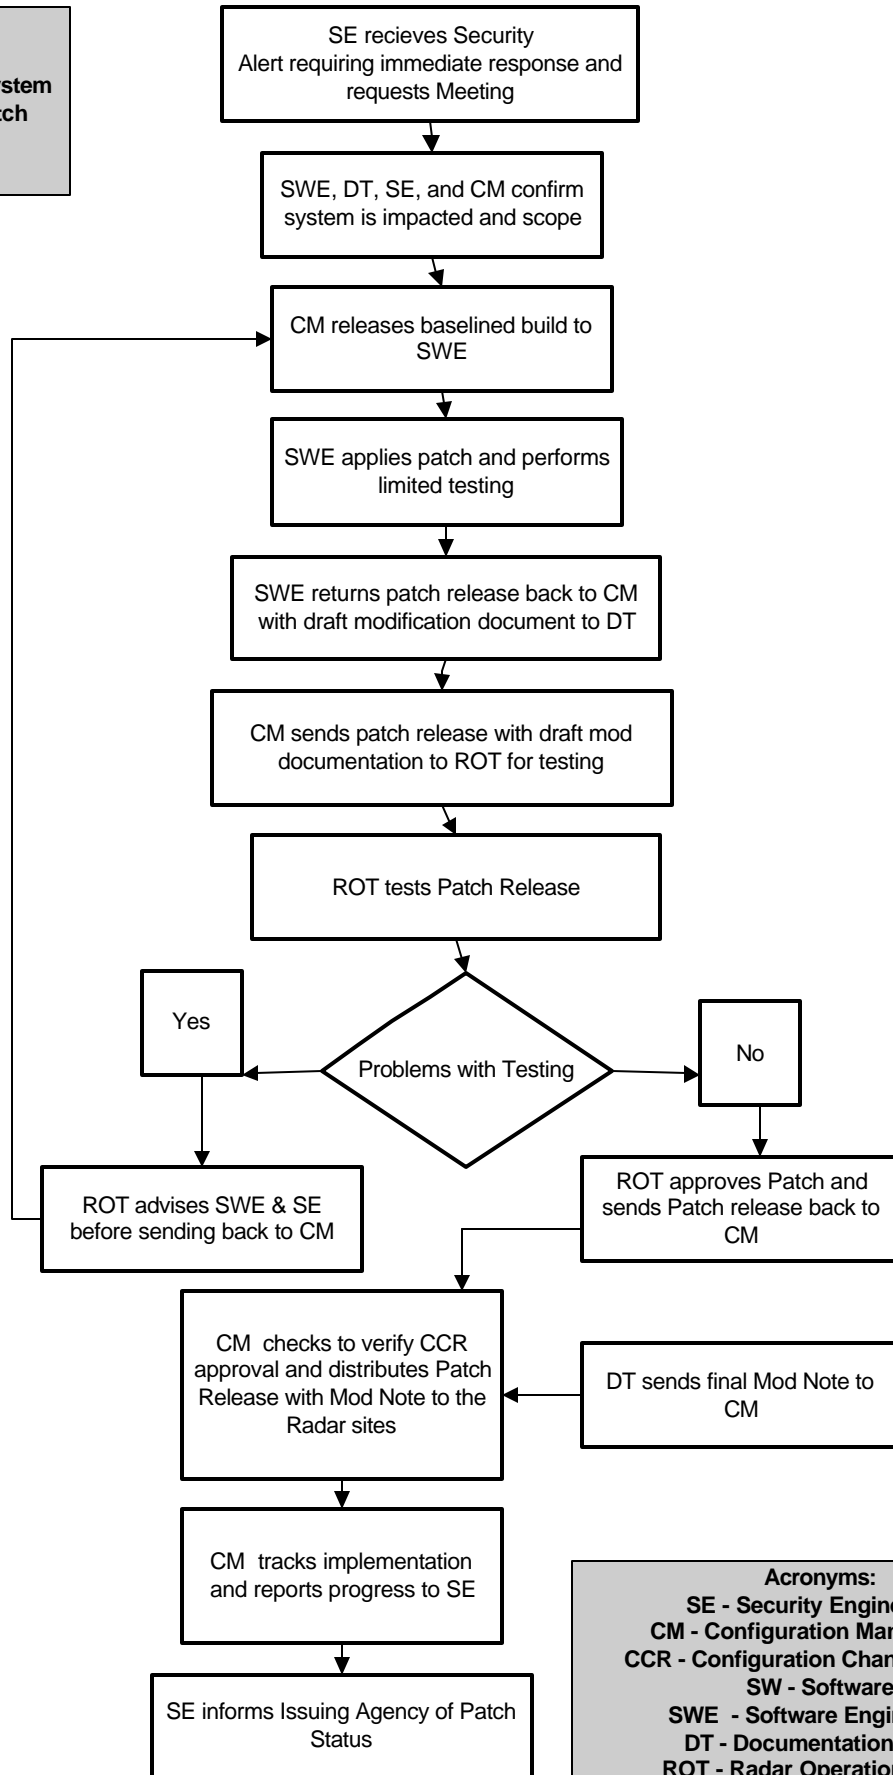 SE recieves Security
Alert requiring immediate response and
requests Meeting
SWE, DT, SE, and CM confirm
system is impacted and scope
CM releases baselined build to
SWE
SWE applies patch and performs
limited testing
SWE returns patch release back to CM
with draft modification document to DT
CM sends patch release with draft mod
documentation to ROT for testing
ROT tests Patch Release
Problems with Testing
Yes
No
ROT advises SWE & SE
before sending back to CM
ROT approves Patch and
sends Patch release back to
CM
CM checks to verify CCR
approval and distributes Patch
Release with Mod Note to the
Radar sites
DT sends final Mod Note to
CM
CM tracks implementation
and reports progress to SE
SE informs Issuing Agency of Patch
Status
Acronyms:
SE - Security
CM - Configuration
CCR - Configuration
SW - Software
SWE - Software
DT - Documentation
ROT - Radar